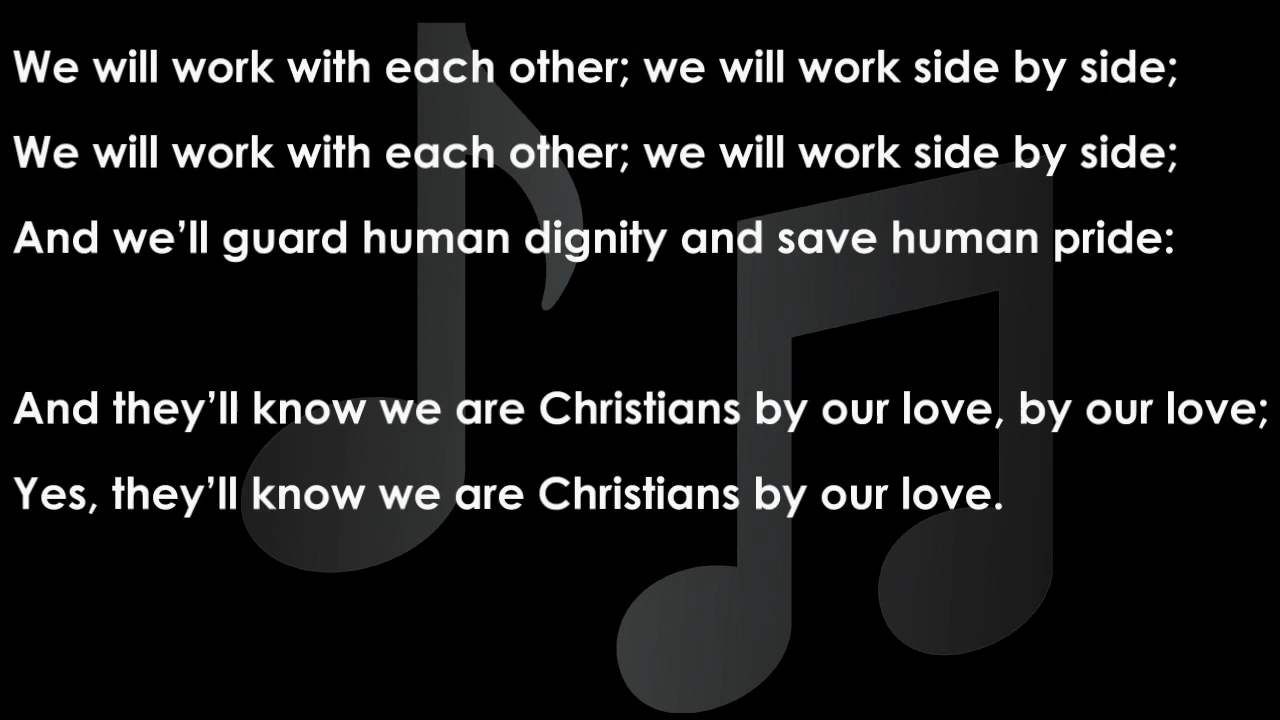 We will work with each other; we will work side by side;
We will work with each other; we will work side by side;
And we’ll guard human dignity and save human pride:
And they’ll know we are Christians by our love, by our love;
Yes, they’ll know we are Christians by our love.